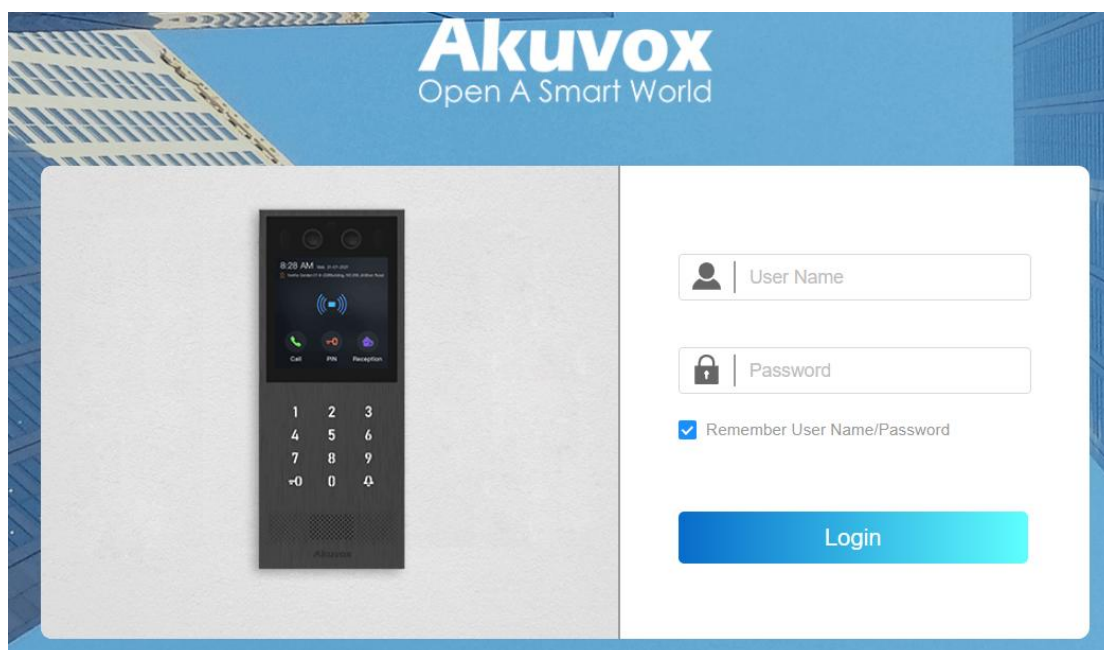 Akuvox
Open A Smart World
8:28 AM
Call PIN Reception
1 2 3
4 5 6
7 8 9
0
Akuvox
User Name
Password
Remember User Name/Password
Login